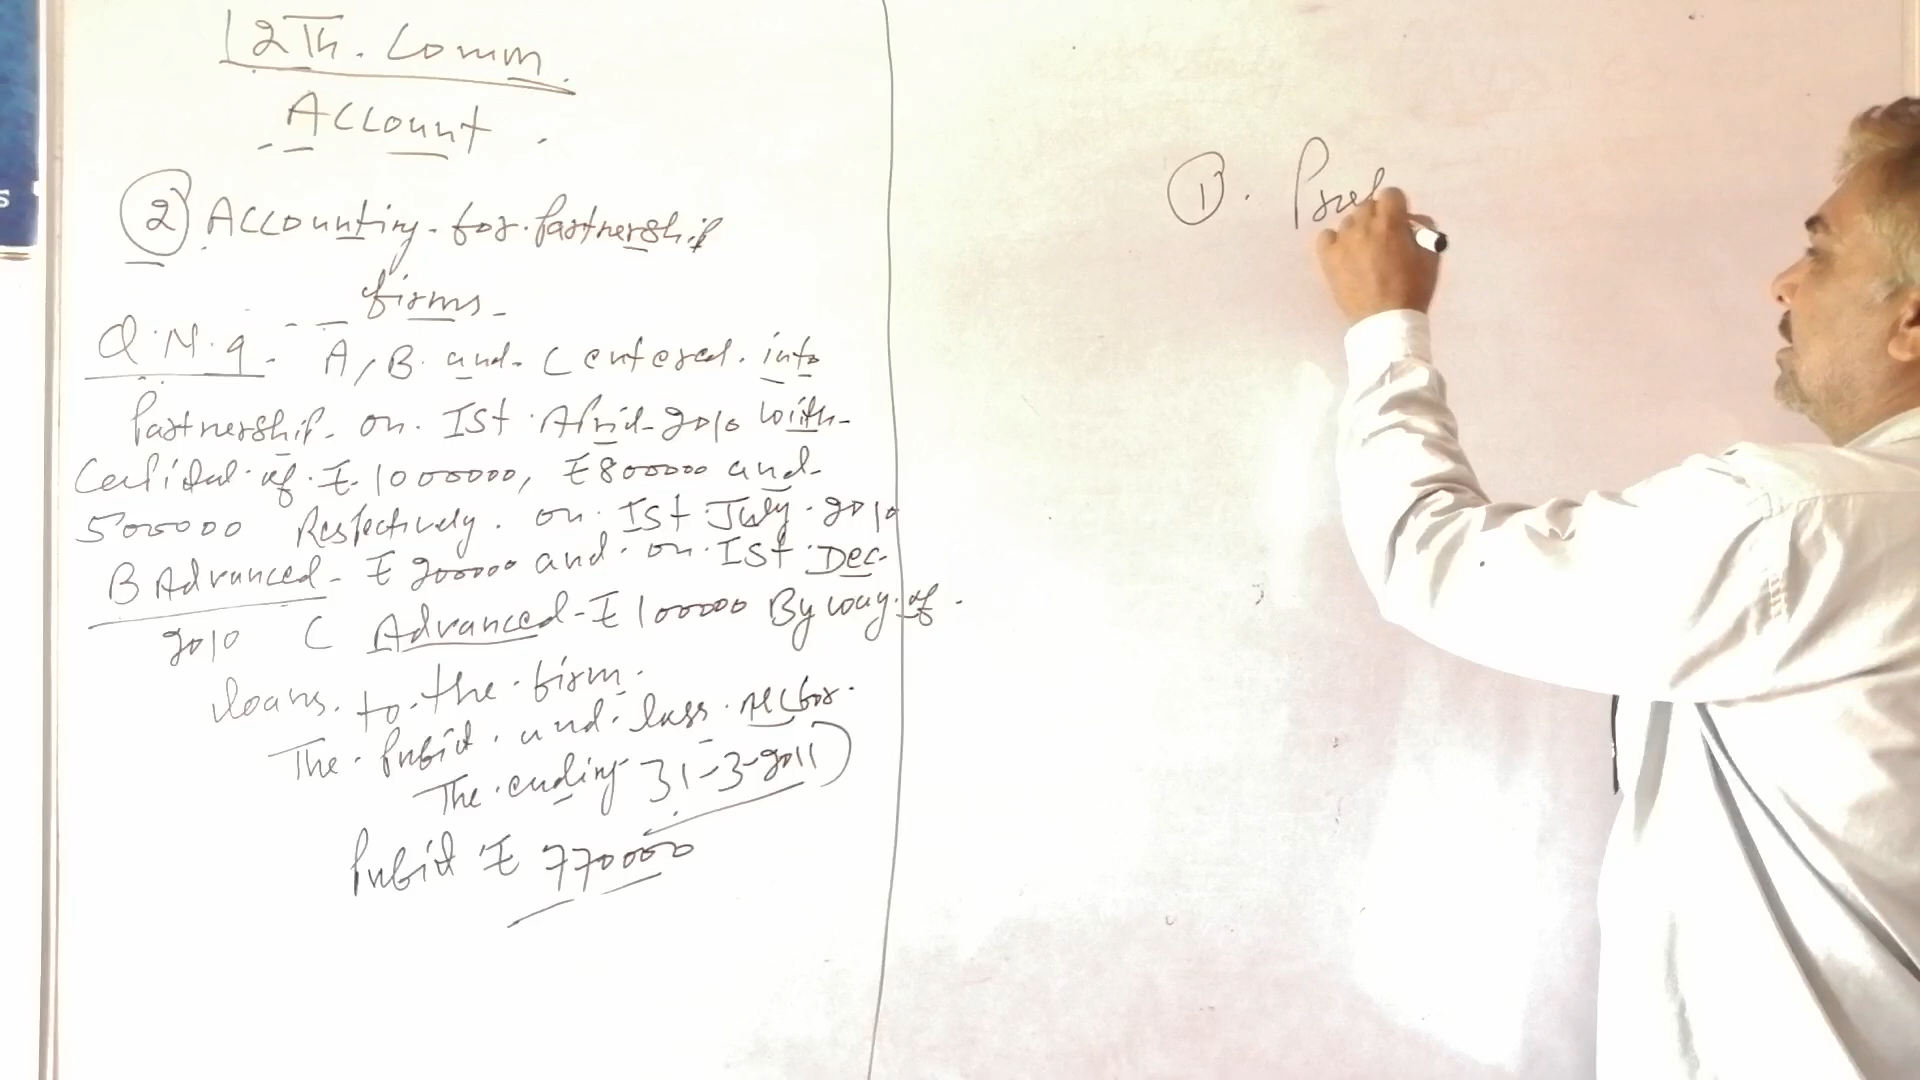 12Th. Comm.
Account.
② Accounting for partnership
firms
Q.N.9. A, B and C entered into
Partnership on Ist April 2010 with
Capital of ₹ 1000000, ₹ 800000 and
500000 Respectively. on Ist July 2010
B Advanced ₹ 200000 and on Ist Dec
2010 C Advanced ₹ 100000 By way of
loans to the firm.
The Profit and loss A/C for
The ending 31-3-2011
Profit ₹ 770000
①.
S